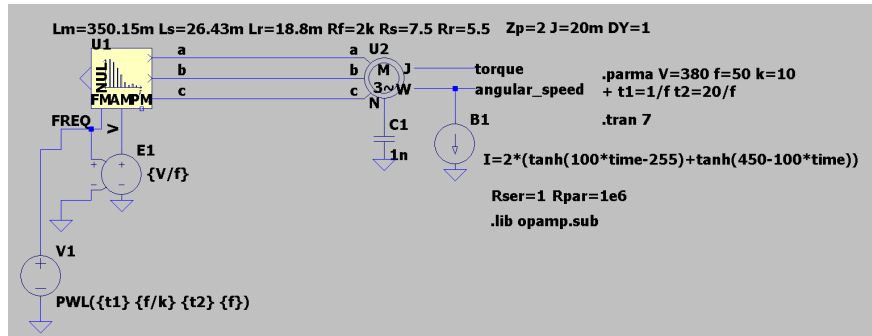 Lm=350.15m Ls=26.43m Lr=18.8m Rf=2k Rs=7.5 Rr=5.5 Zp=2 J=20m DY=1
U1
NUL
FM AM PM
a
b
c
a
b
c
U2
M
3~
J
W
N
torque
angular_speed
.parma V=380 f=50 k=10
+ t1=1/f t2=20/f
.tran 7
FREQ
V
C1
1n
B1
E1
{V/f}
I=2*(tanh(100*time-255)+tanh(450-100*time))
Rser=1 Rpar=1e6
.lib opamp.sub
V1
PWL({t1} {f/k} {t2} {f})